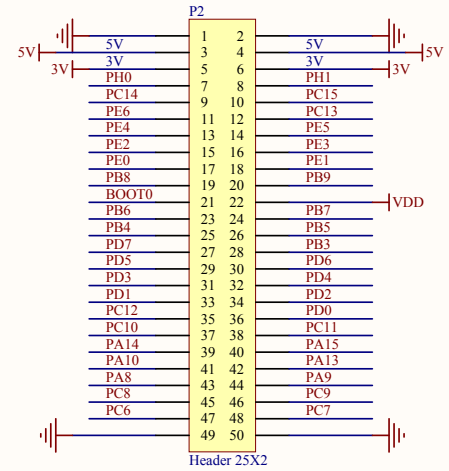 P2
1 2
5V 5V 3 4 5V 5V
3V 3V 5 6 3V 3V
PH0 7 8 PH1
PC14 9 10 PC15
PE6 11 12 PC13
PE4 13 14 PE5
PE2 15 16 PE3
PE0 17 18 PE1
PB8 19 20 PB9
BOOT0 21 22 VDD
PB6 23 24 PB7
PB4 25 26 PB5
PD7 27 28 PB3
PD5 29 30 PD6
PD3 31 32 PD4
PD1 33 34 PD2
PC12 35 36 PD0
PC10 37 38 PC11
PA14 39 40 PA15
PA10 41 42 PA13
PA8 43 44 PA9
PC8 45 46 PC9
PC6 47 48 PC7
49 50
Header 25X2